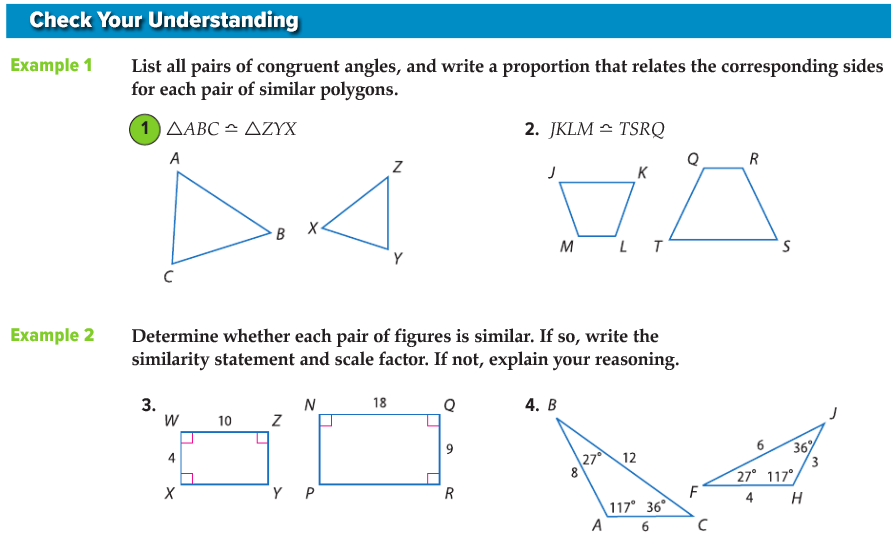 Check Your Understanding
Example 1 List all pairs of congruent angles, and write a proportion that relates the corresponding sides
for each pair of similar polygons.
1 △ABC ≏ △ZYX
2. JKLM ≏ TSRQ
A
B
C
Z
X
Y
J
K
M
L
Q
R
T
S
Example 2 Determine whether each pair of figures is similar. If so, write the
similarity statement and scale factor. If not, explain your reasoning.
3.
W
10
Z
4
X
Y
N
18
Q
9
P
R
4. B
27°
12
8
117°
36°
A
6
C
J
6
36°
3
27°
117°
F
4
H